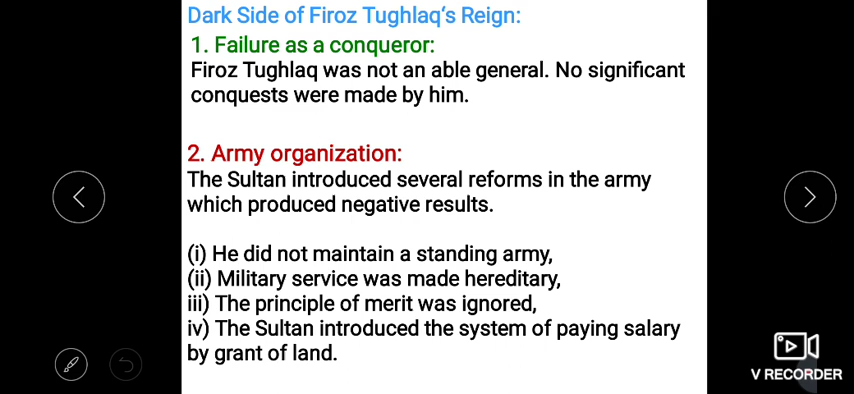 Dark Side of Firoz Tughlaq‘s Reign:
1. Failure as a conqueror:
Firoz Tughlaq was not an able general. No significant
conquests were made by him.
2. Army organization:
The Sultan introduced several reforms in the army
which produced negative results.
(i) He did not maintain a standing army,
(ii) Military service was made hereditary,
iii) The principle of merit was ignored,
iv) The Sultan introduced the system of paying salary
by grant of land.
V RECORDER